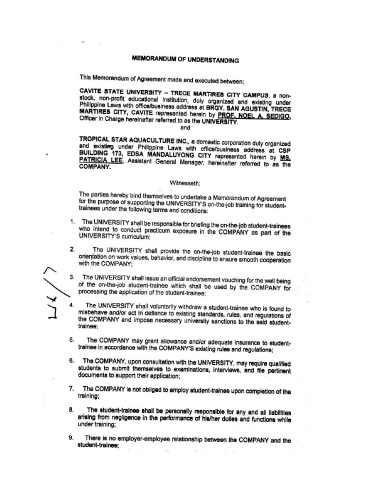 MEMORANDUM OF UNDERSTANDING
This Memorandum of Agreement made and executed between:
CAVITE STATE UNIVERSITY – TRECE MARTIRES CITY CAMPUS, a non-
stock, non-profit educational institution, duly organized and existing under
Philippine Laws with office/business address at BRGY. SAN AGUSTIN, TRECE
MARTIRES CITY, CAVITE represented herein by PROF. NOEL A. SEDIGO,
Officer in Charge hereinafter referred to as the UNIVERSITY.
and
TROPICAL STAR AQUACULTURE INC., a domestic corporation duly organized
and existing under Philippine Laws with office/business address at CSP
BUILDING 173, EDSA MANDALUYONG CITY represented herein by MS.
PATRICIA LEE, Assistant General Manager, hereinafter referred to as the
COMPANY.
Witnesseth:
The parties hereby bind themselves to undertake a Memorandum of Agreement
for the purpose of supporting the UNIVERSITY'S on-the-job training for student-
trainees under the following terms and conditions:
1. The UNIVERSITY shall be responsible for briefing the on-the-job student-trainees
who intend to conduct practicum exposure in the COMPANY as part of the
UNIVERSITY'S curriculum;
2. The UNIVERSITY shall provide the on-the-job student-trainee the basic
orientation on work values, behavior, and discipline to ensure smooth cooperation
with the COMPANY;
3. The UNIVERSITY shall issue an official endorsement vouching for the well being
of the on-the-job student-trainee which shall be used by the COMPANY for
processing the application of the student-trainee;
4. The UNIVERSITY shall voluntarily withdraw a student-trainee who is found to
misbehave and/or act in defiance to existing standards, rules, and regulations of
the COMPANY and impose necessary university sanctions to the said student-
trainee;
5. The COMPANY may grant allowance and/or adequate insurance to student-
trainee in accordance with the COMPANY'S existing rules and regulations;
6. The COMPANY, upon consultation with the UNIVERSITY, may require qualified
students to submit themselves to examinations, interviews, and file pertinent
documents to support their application;
7. The COMPANY is not obliged to employ student-trainee upon completion of the
training;
8. The student-trainee shall be personally responsible for any and all liabilities
arising from negligence in the performance of his/her duties and functions while
under training;
9. There is no employer-employee relationship between the COMPANY and the
student-trainee;